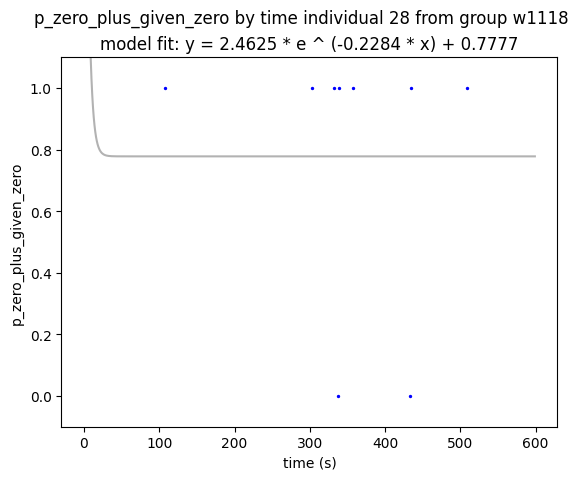 p_zero_plus_given_zero by time individual 28 from group w1118
model fit: y = 2.4625 * e ^ (-0.2284 * x) + 0.7777
1.0
0.8
0.6
0.4
0.2
0.0
p_zero_plus_given_zero
0 100 200 300 400 500 600
time (s)